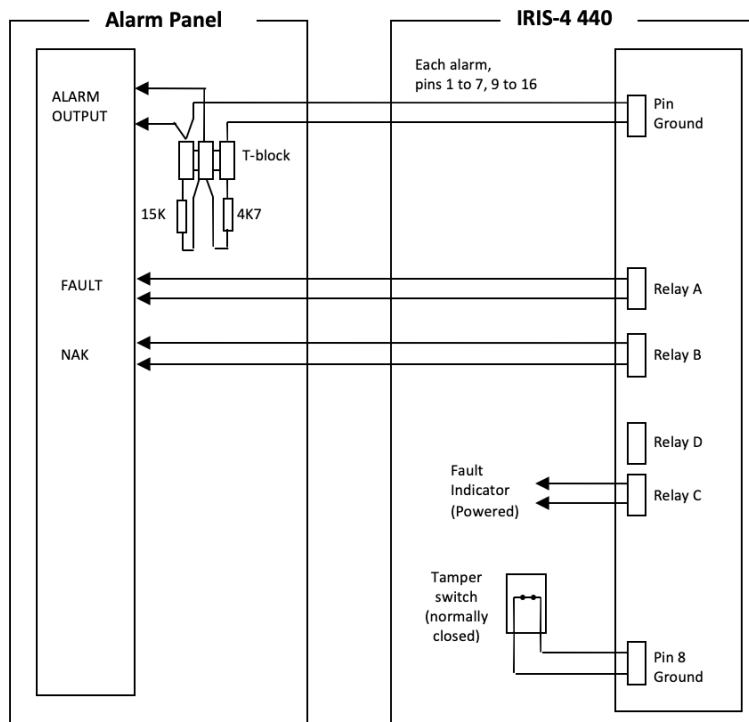 Alarm Panel
IRIS-4 440
Each alarm,
pins 1 to 7, 9 to 16
ALARM
OUTPUT
Pin
Ground
T-block
15K
4K7
FAULT
Relay A
NAK
Relay B
Relay D
Fault
Indicator
(Powered)
Relay C
Tamper
switch
(normally
closed)
Pin 8
Ground